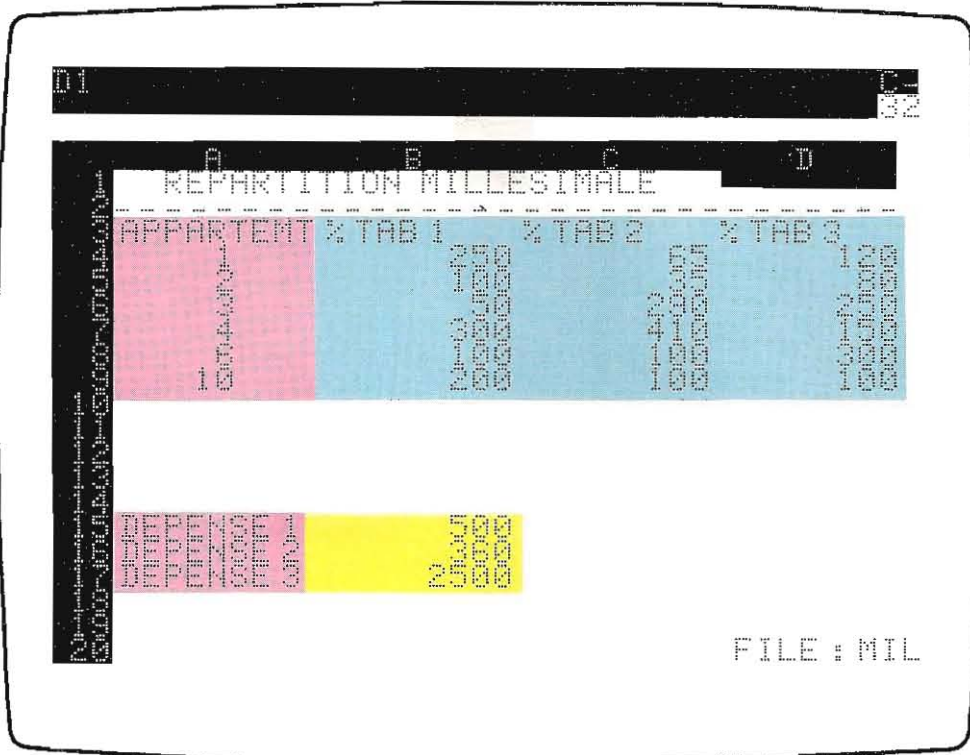 D1 C-
32
A B C D
1 REPARTITION MILLESIMALE
2 --------------------------------
3 APPARTEMT % TAB 1 % TAB 2 % TAB 3
4 1 250 65 120
5 2 100 35 80
6 3 50 290 250
7 4 300 410 150
8 100 100 300
9 10 200 100 100
10
11
12
13
14
15 DEPENSE 1 500
16 DEPENSE 2 360
17 DEPENSE 3 2500
18
19
20 FILE : MIL